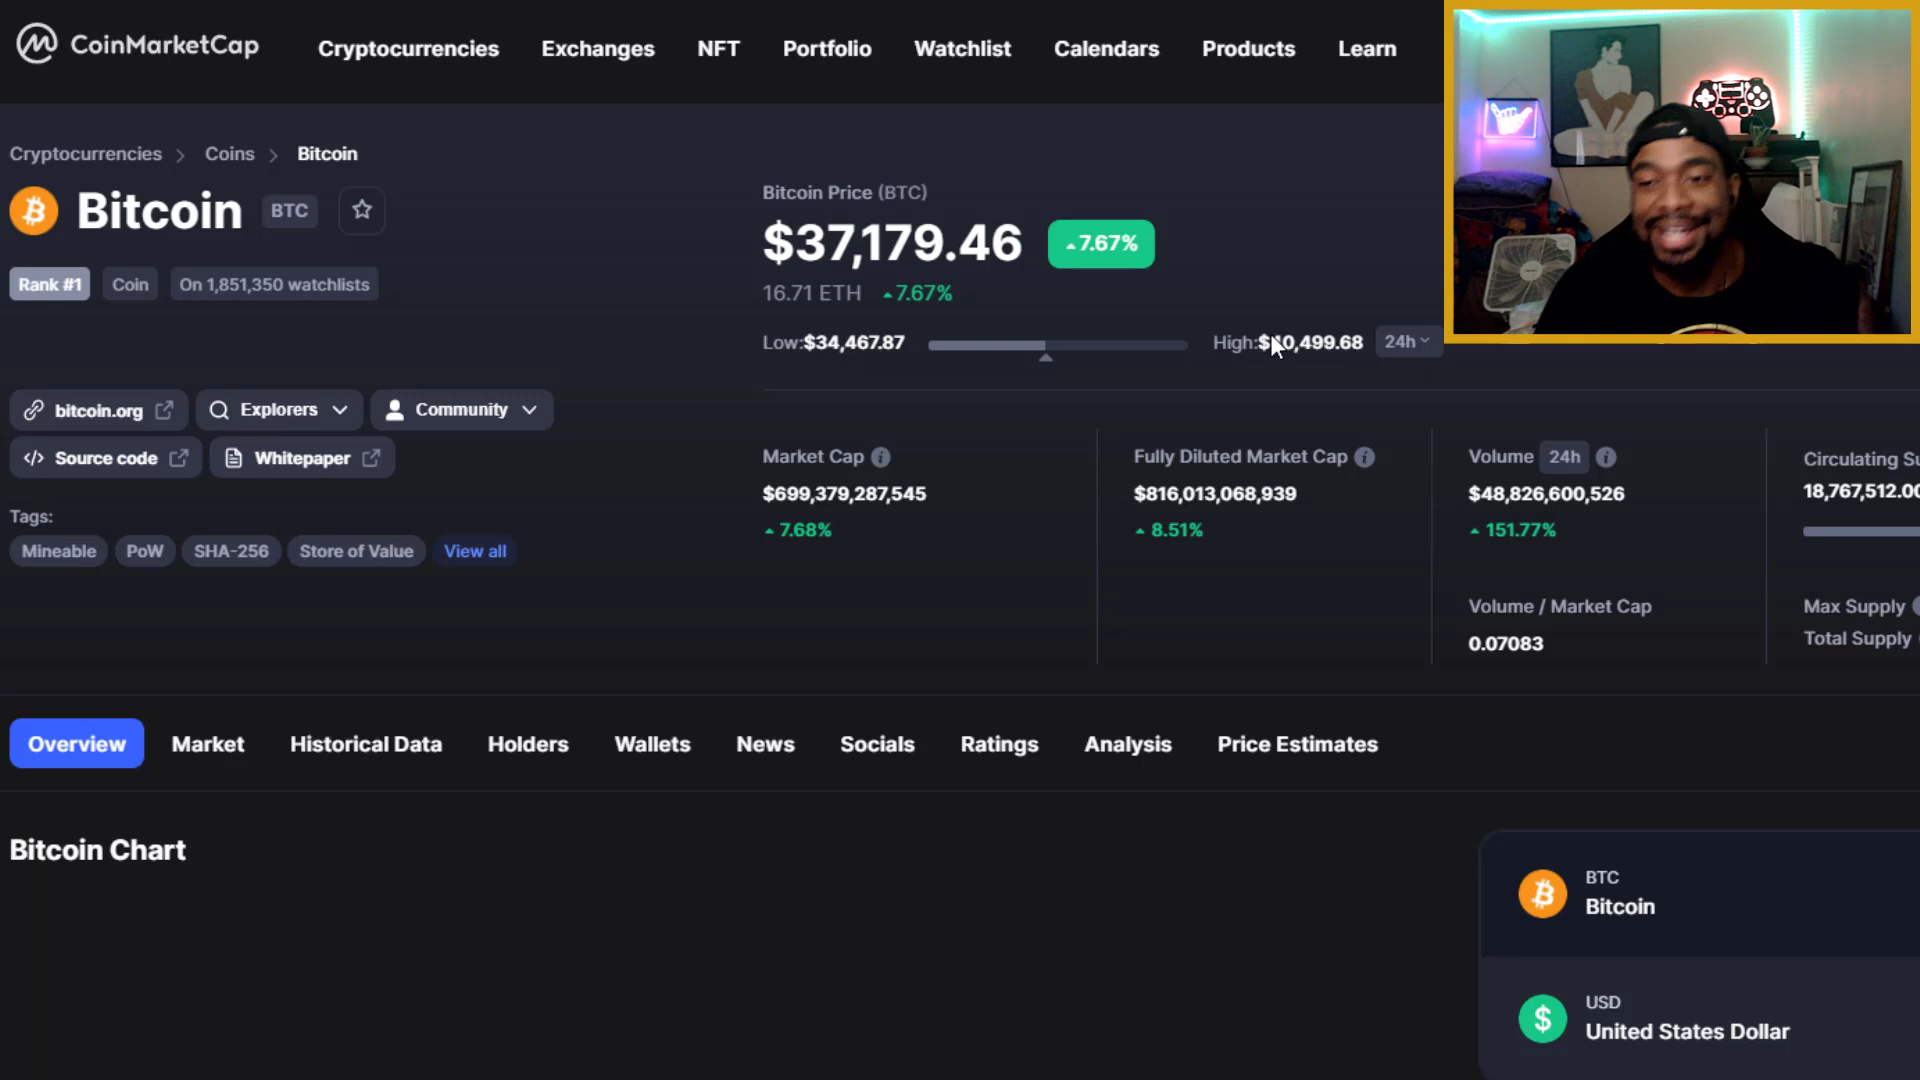 CoinMarketCap
Cryptocurrencies Exchanges NFT Portfolio Watchlist Calendars Products Learn
Cryptocurrencies > Coins > Bitcoin
Bitcoin BTC
Rank #1 Coin On 1,851,350 watchlists
Bitcoin Price (BTC)
$37,179.46 7.67%
16.71 ETH 7.67%
Low:$34,467.87 High: 24h
bitcoin.org Explorers Community
Source code Whitepaper
Tags:
Mineable PoW SHA-256 Store of Value View all
Market Cap
$699,379,287,545
7.68%
Fully Diluted Market Cap
$816,013,068,939
8.51%
Volume 24h
$48,826,600,526
151.77%
Volume / Market Cap
0.07083
Circulating
18,767,512.00
Max Supply
Total Supply
Overview Market Historical Data Holders Wallets News Socials Ratings Analysis Price Estimates
Bitcoin Chart
BTC
Bitcoin
USD
United States Dollar